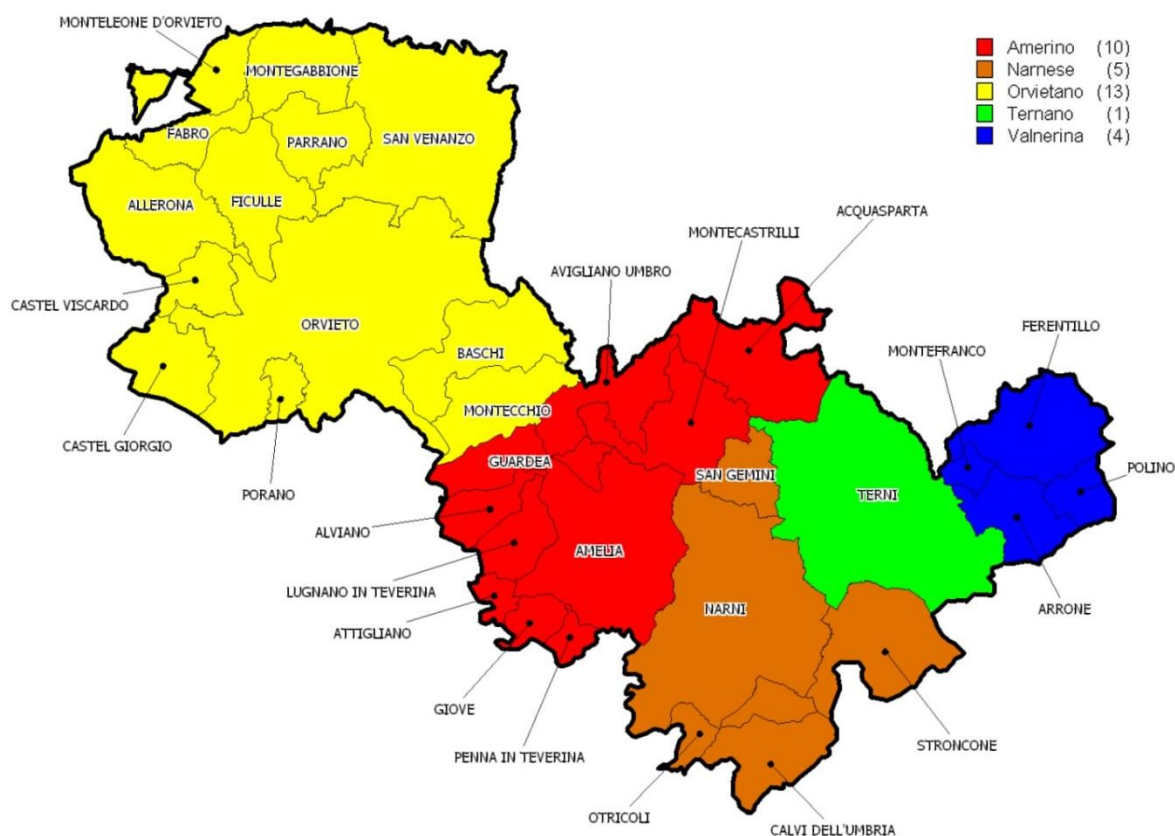 MONTELEONE D'ORVIETO
MONTEGABBIONE
FABRO
PARRANO
SAN VENANZO
ALLERONA
FICULLE
CASTEL VISCARDO
ORVIETO
BASCHI
MONTECCHIO
CASTEL GIORGIO
PORANO
Amerino (10)
Narnese (5)
Orvietano (13)
Ternano (1)
Valnerina (4)
ACQUASPARTA
MONTECASTRILLI
AVIGLIANO UMBRO
FERENTILLO
MONTEFRANCO
POLINO
GUARDEA
SAN GEMINI
TERNI
ALVIANO
AMELIA
LUGNANO IN TEVERINA
ATTIGLIANO
NARNI
ARRONE
GIOVE
PENNA IN TEVERINA
STRONCONE
OTRICOLI
CALVI DELL'UMBRIA